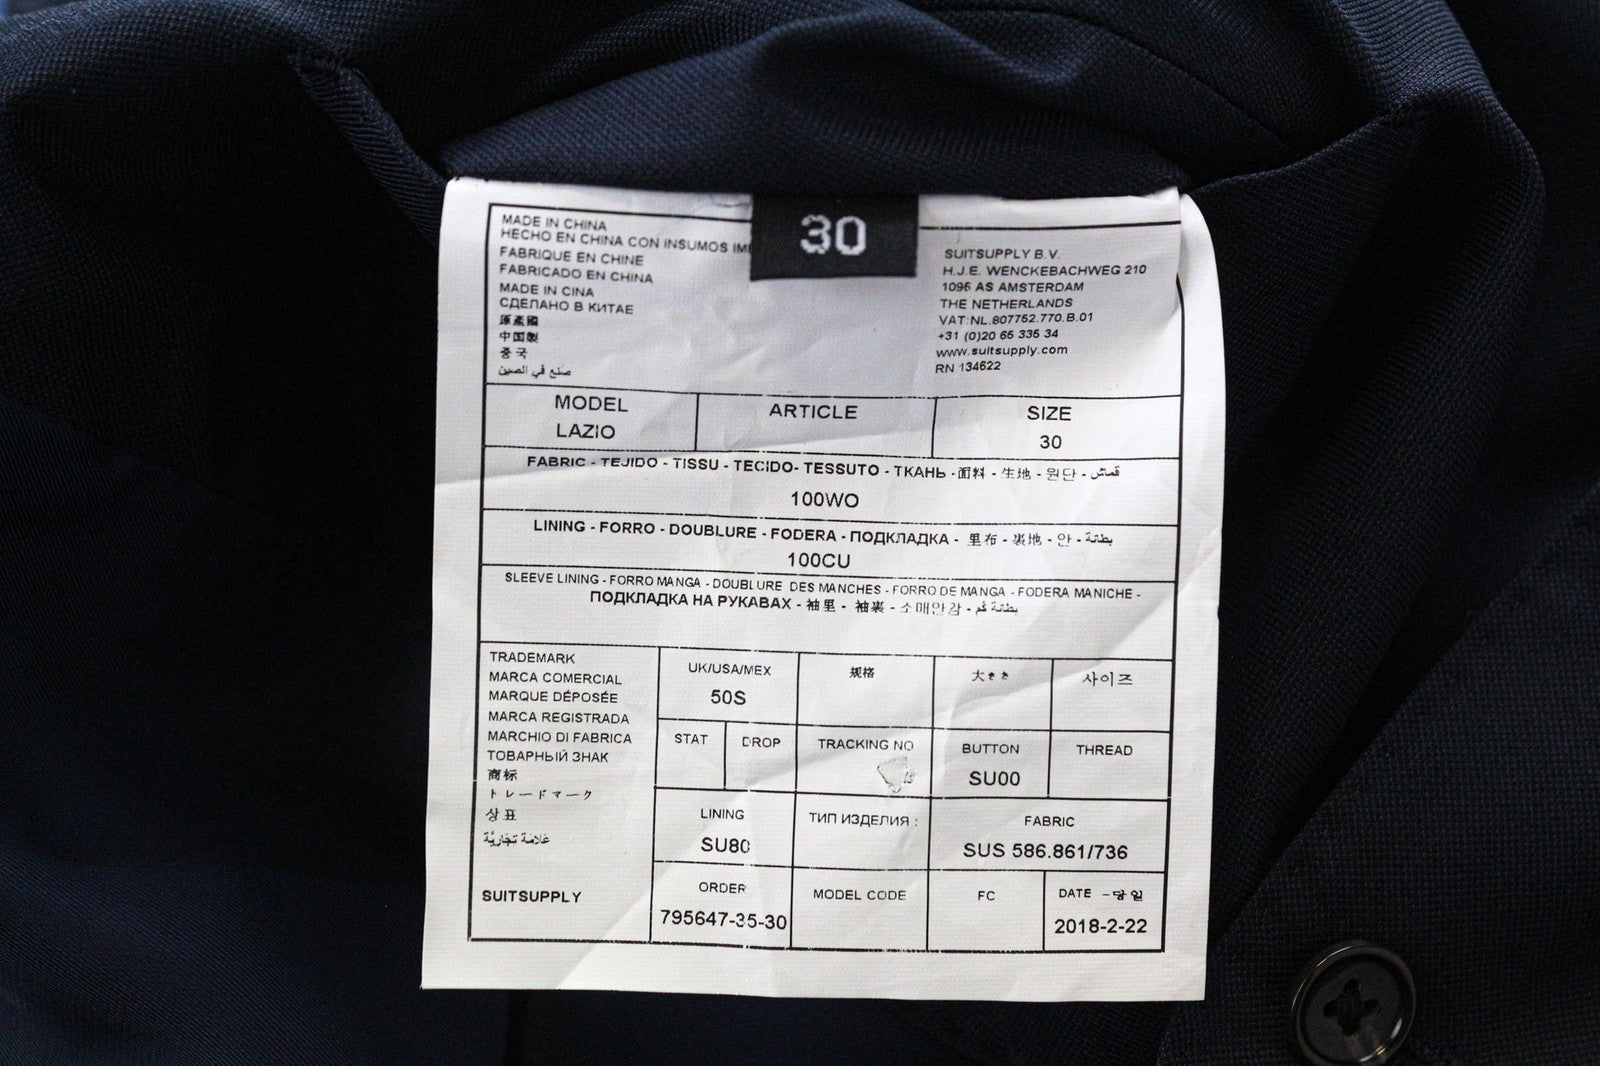 30
MADE IN CHINA
HECHO EN CHINA CON INSUMOS
FABRIQUE EN CHINE
FABRICADO EN CHINA
MADE IN CINA
СДЕЛАНО В КИТАЕ
原產國
中国製
중국
صنع في الصين
SUITSUPPLY B.V.
H.J.E. WENCKEBACHWEG 210
1096 AS AMSTERDAM
THE NETHERLANDS
VAT:NL.807752.770.B.01
+31 (0)20 65 335 34
www.suitsupply.com
RN 134622
MODEL
LAZIO
ARTICLE
SIZE
30
FABRIC - TEJIDO - TISSU - TECIDO- TESSUTO - ТКАНЬ -面料 - 生地 - 원단 - قماش
100WO
LINING - FORRO - DOUBLURE - FODERA - ПОДКЛАДКА - 里布 - 裏地 - 안 - بطانة
100CU
SLEEVE LINING - FORRO MANGA - DOUBLURE DES MANCHES - FORRO DE MANGA - FODERA MANICHE -
ПОДКЛАДКА НА РУКАВАХ - 袖里 - 袖裏 - 소매안감 - بطانة كم
TRADEMARK
MARCA COMERCIAL
MARQUE DÉPOSÉE
MARCA REGISTRADA
MARCHIO DI FABRICA
ТОВАРНЫЙ ЗНАК
商标
トレードマーク
상표
علامة تجارية
SUITSUPPLY
UK/USA/MEX
50S
规格
大きさ
사이즈
STAT
DROP
TRACKING NO
BUTTON
SU00
THREAD
LINING
SU80
ТИП ИЗДЕЛИЯ :
FABRIC
SUS 586.861/736
ORDER
795647-35-30
MODEL CODE
FC
DATE -당일
2018-2-22